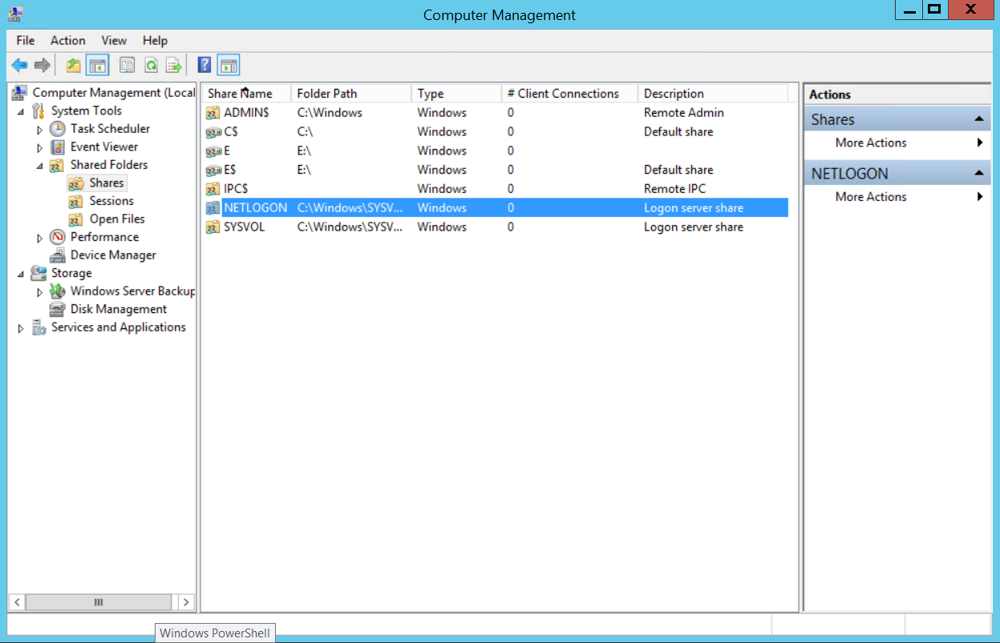 Computer Management
File Action View Help
Computer Management (Local
System Tools
Task Scheduler
Event Viewer
Shared Folders
Shares
Sessions
Open Files
Performance
Device Manager
Storage
Windows Server Backup
Disk Management
Services and Applications
Share Name Folder Path Type # Client Connections Description
ADMIN$ C:\Windows Windows 0 Remote Admin
C$ C:\ Windows 0 Default share
E E:\ Windows 0
E$ E:\ Windows 0 Default share
IPC$ Windows 0 Remote IPC
NETLOGON C:\Windows\SYSV... Windows 0 Logon server share
SYSVOL C:\Windows\SYSV... Windows 0 Logon server share
Actions
Shares
More Actions
NETLOGON
More Actions
Windows PowerShell